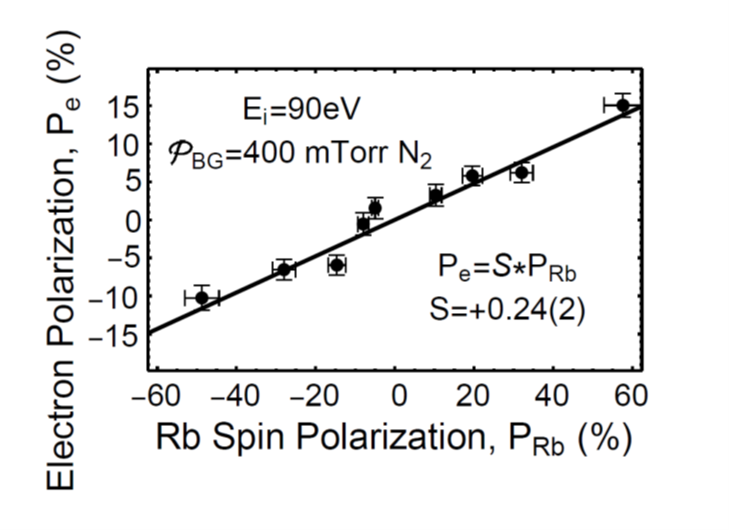 Electron Polarization, Pe (%)
15
10
5
0
−5
−10
−15
Ei=90eV
𝒫BG=400 mTorr N2
Pe=S*PRb
S=+0.24(2)
−60 −40 −20 0 20 40 60
Rb Spin Polarization, PRb (%)